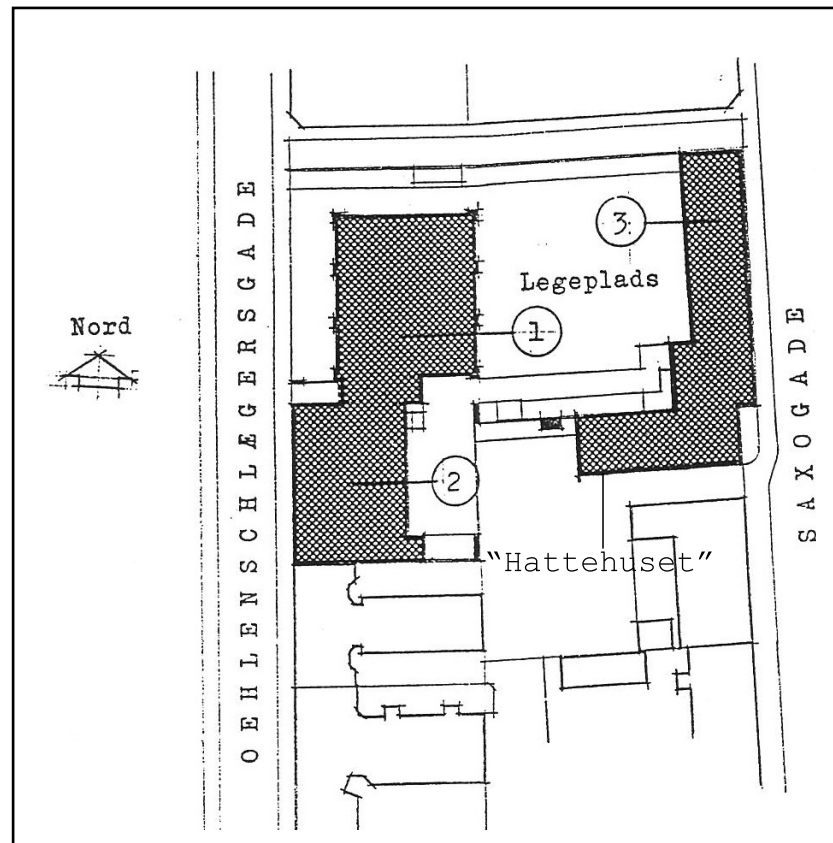 OEHLENSCHLÆGERSGADE
Nord
1
2
3
Legeplads
"Hattehuset"
SAXOGADE